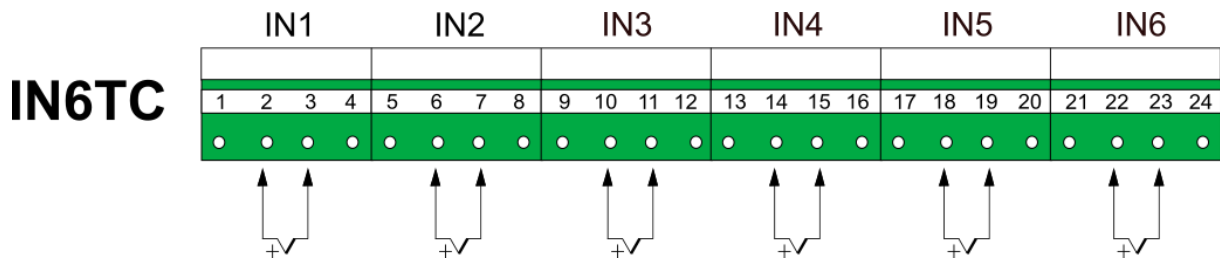 IN1 IN2 IN3 IN4 IN5 IN6
IN6TC
1 2 3 4 5 6 7 8 9 10 11 12 13 14 15 16 17 18 19 20 21 22 23 24
+ + + + + +